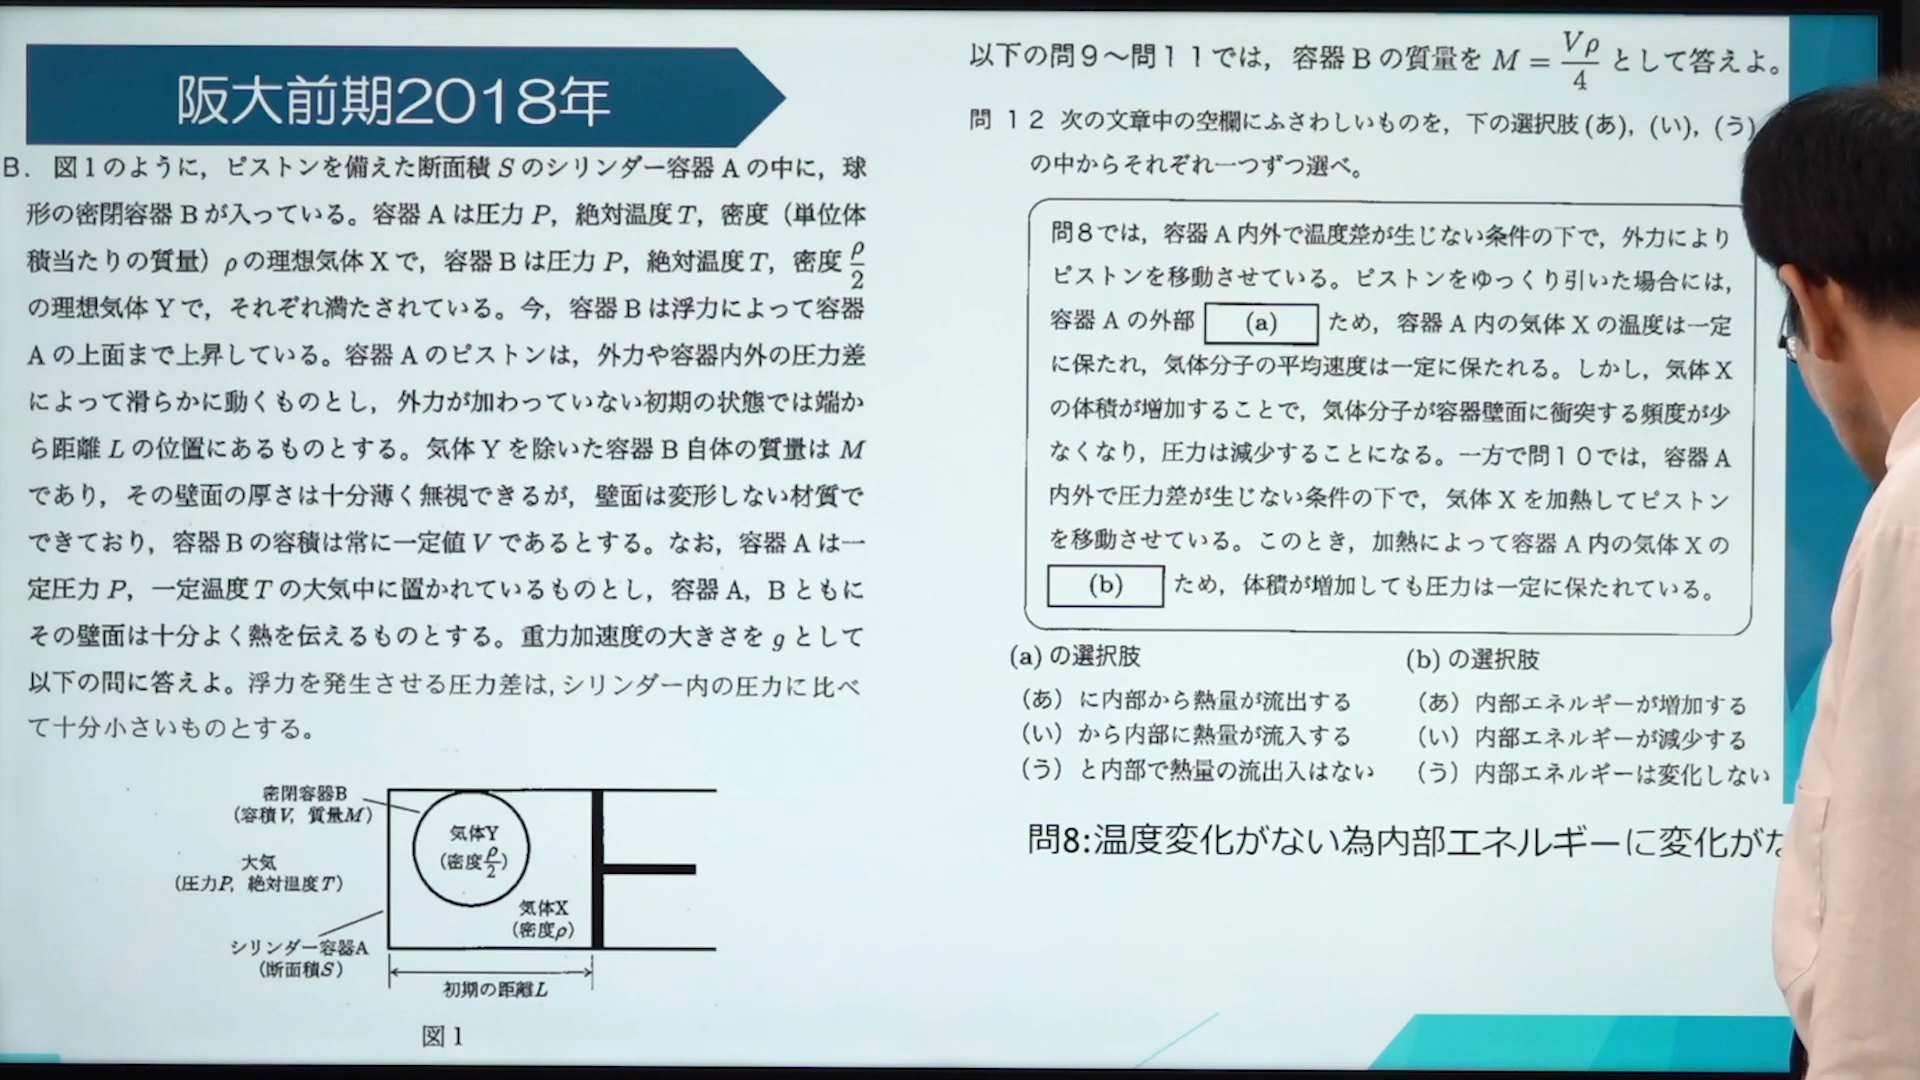 阪大前期2018年
B. 図1のように，ピストンを備えた断面積Sのシリンダー容器Aの中に，球
形の密閉容器Bが入っている。容器Aは圧力P，絶対温度T，密度（単位体
積当たりの質量）ρの理想気体Xで，容器Bは圧力P，絶対温度T，密度ρ/2
の理想気体Yで，それぞれ満たされている。今，容器Bは浮力によって容器
Aの上面まで上昇している。容器Aのピストンは，外力や容器内外の圧力差
によって滑らかに動くものとし，外力が加わっていない初期の状態では端か
ら距離Lの位置にあるものとする。気体Yを除いた容器B自体の質量はM
であり，その壁面の厚さは十分薄く無視できるが，壁面は変形しない材質で
できており，容器Bの容積は常に一定値Vであるとする。なお，容器Aは一
定圧力P，一定温度Tの大気中に置かれているものとし，容器A，Bともに
その壁面は十分よく熱を伝えるものとする。重力加速度の大きさをgとして
以下の問に答えよ。浮力を発生させる圧力差は，シリンダー内の圧力に比べ
て十分小さいものとする。
密閉容器B
（容積V，質量M）
気体Y
（密度ρ/2）
大気
（圧力P，絶対温度T）
気体X
（密度ρ）
シリンダー容器A
（断面積S）
初期の距離L
図1
以下の問9～問11では，容器Bの質量を M = Vρ/4 として答えよ。
問 12 次の文章中の空欄にふさわしいものを，下の選択肢(あ)，(い)，(う)
の中からそれぞれ一つずつ選べ。
問8では，容器A内外で温度差が生じない条件の下で，外力により
ピストンを移動させている。ピストンをゆっくり引いた場合には，
容器Aの外部 (a) ため，容器A内の気体Xの温度は一定
に保たれ，気体分子の平均速度は一定に保たれる。しかし，気体X
の体積が増加することで，気体分子が容器壁面に衝突する頻度が少
なくなり，圧力は減少することになる。一方で問10では，容器A
内外で圧力差が生じない条件の下で，気体Xを加熱してピストン
を移動させている。このとき，加熱によって容器A内の気体Xの
(b) ため，体積が増加しても圧力は一定に保たれている。
(a) の選択肢
（あ）に内部から熱量が流出する
（い）から内部に熱量が流入する
（う）と内部で熱量の流出入はない
(b) の選択肢
（あ）内部エネルギーが増加する
（い）内部エネルギーが減少する
（う）内部エネルギーは変化しない
問8:温度変化がない為内部エネルギーに変化が